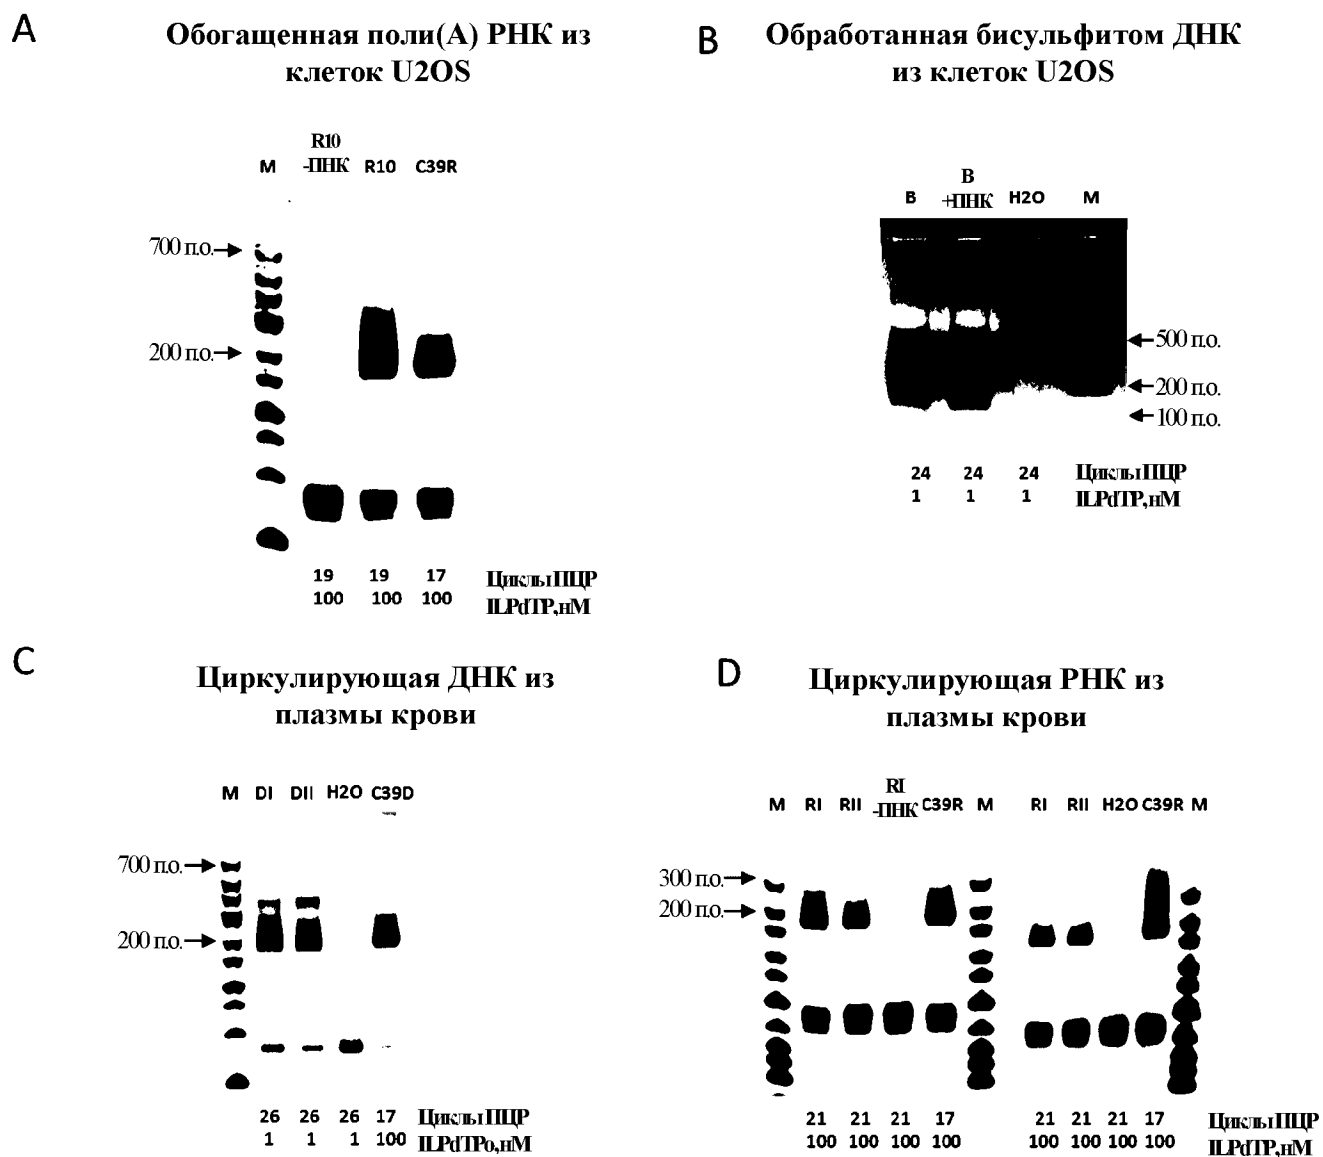 A
Обогащенная поли(А) РНК из
клеток U2OS
R10
M -ПНК R10 C39R
700 п.о.
200 п.о.
19 19 17 Циклы ПЦР
100 100 100 ILPdTP, нМ
B
Обработанная бисульфитом ДНК
из клеток U2OS
B
B +ПНК H2O M
500 п.о.
200 п.о.
100 п.о.
24 24 24 Циклы ПЦР
1 1 1 ILPdTP, нМ
C
Циркулирующая ДНК из
плазмы крови
M DI DII H2O C39D
700 п.о.
200 п.о.
26 26 26 17 Циклы ПЦР
1 1 1 100 ILPdTPo, нМ
D
Циркулирующая РНК из
плазмы крови
RI
M RI RII -ПНК C39R M RI RII H2O C39R M
300 п.о.
200 п.о.
21 21 21 17 21 21 21 17 Циклы ПЦР
100 100 100 100 100 100 100 100 ILPdTP, нМ